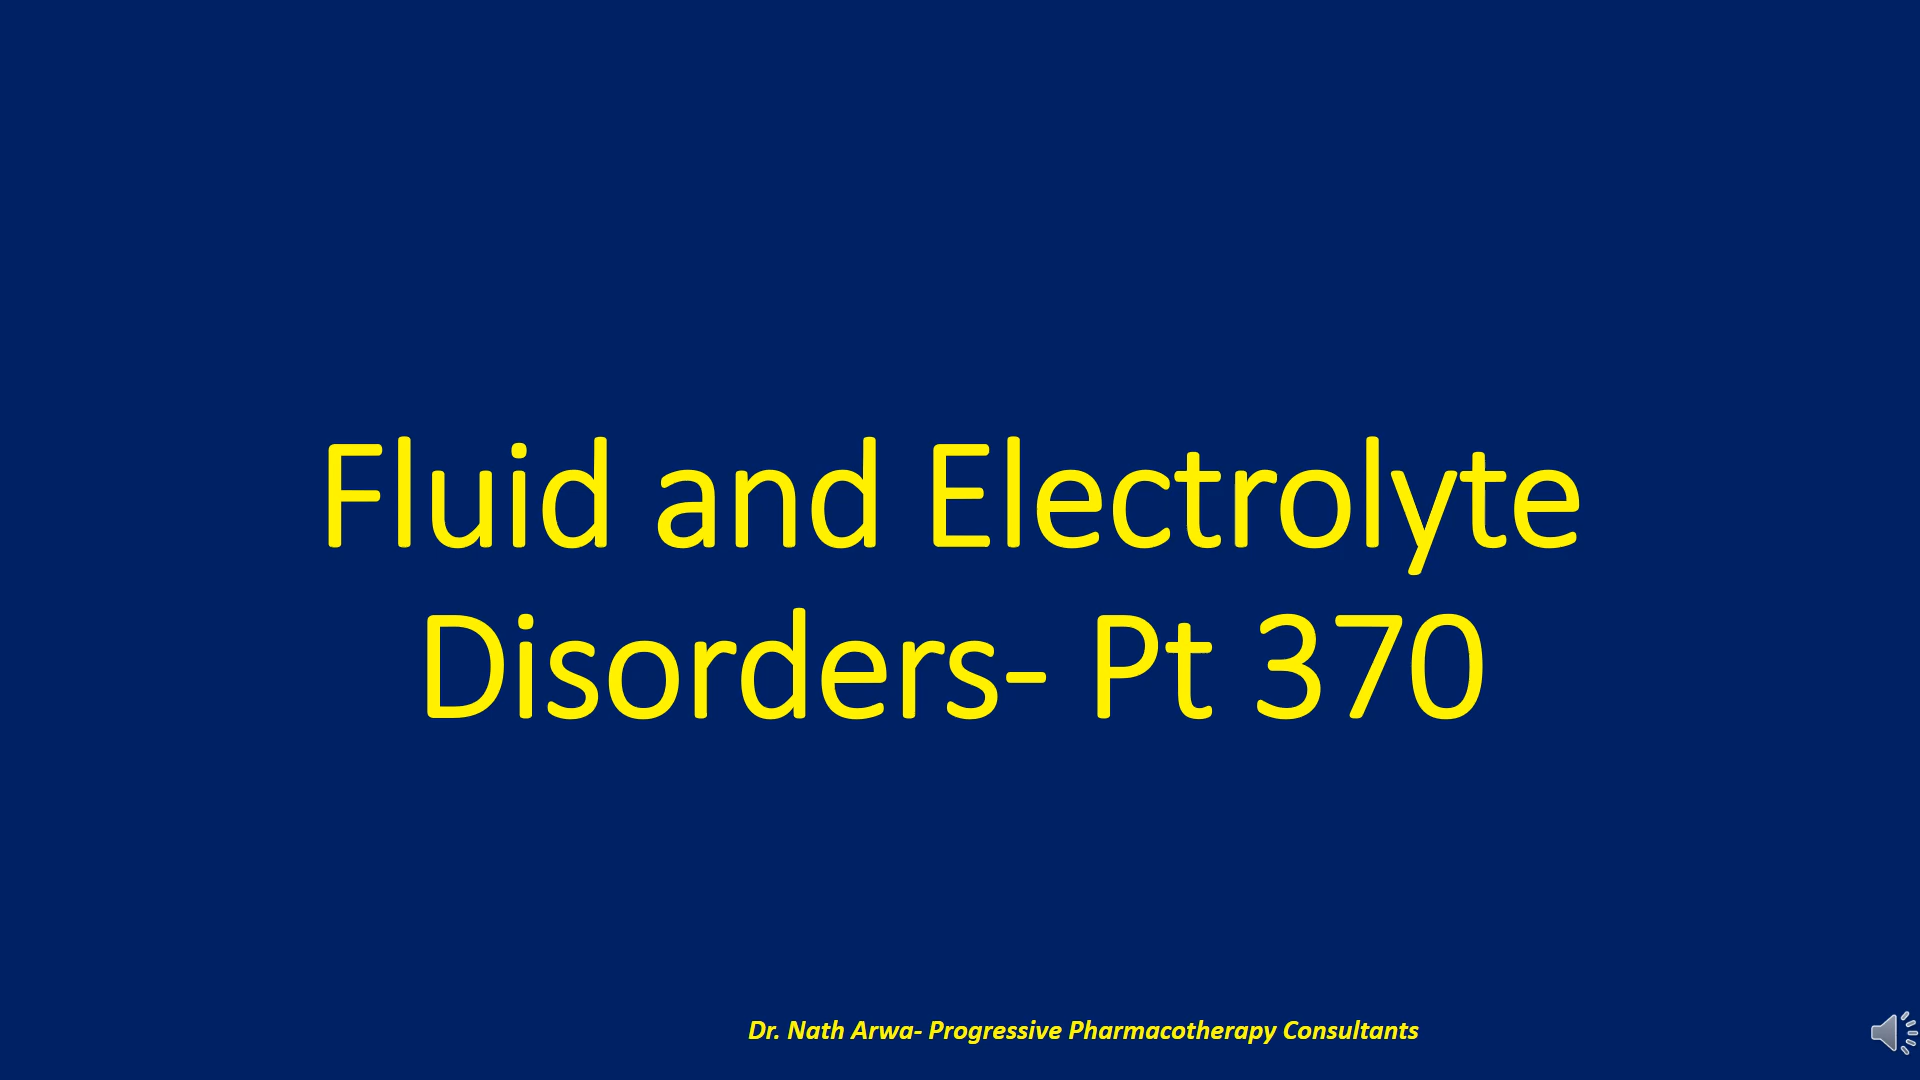 Fluid and Electrolyte
Disorders- Pt 370
Dr. Nath Arwa- Progressive Pharmacotherapy Consultants